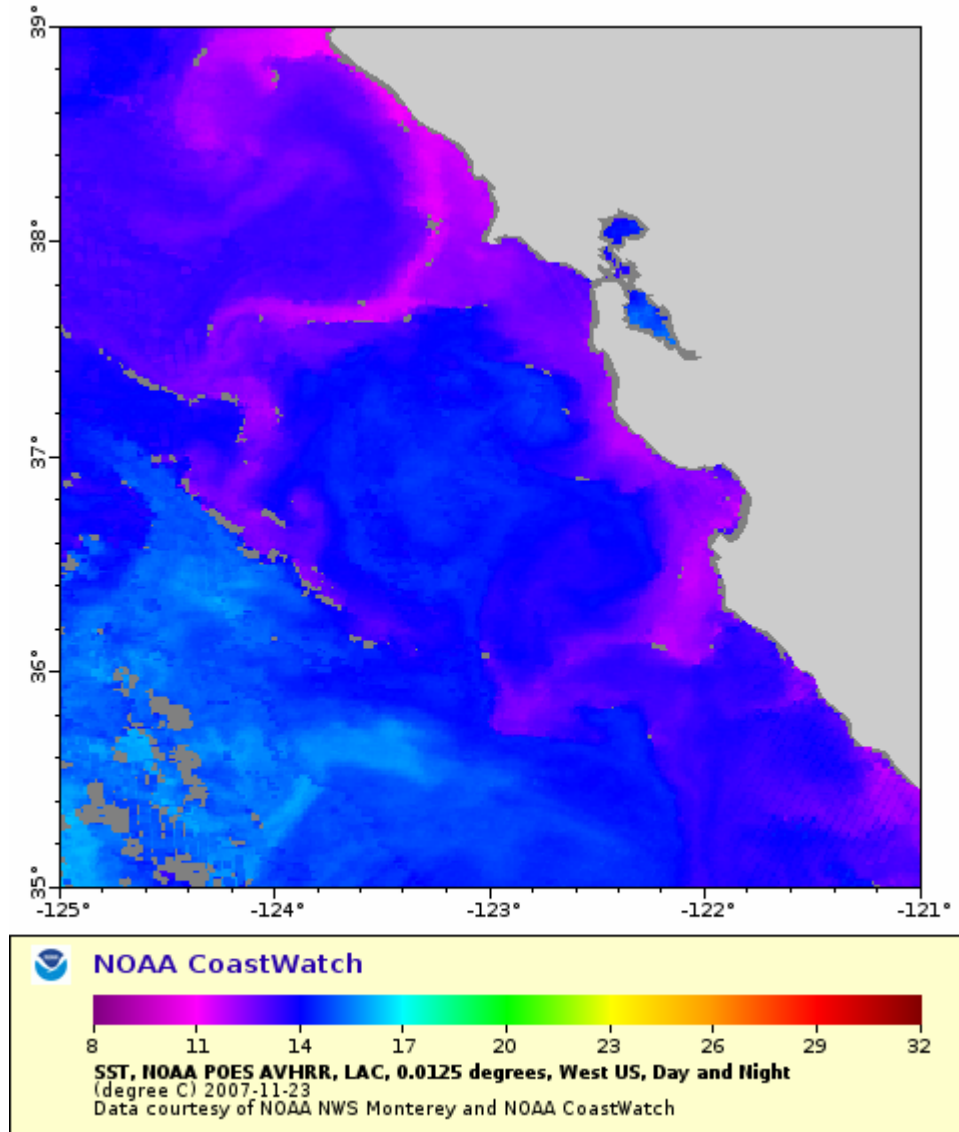 39°
38°
37°
36°
35°
-125° -124° -123° -122° -121°
NOAA CoastWatch
8 11 14 17 20 23 26 29 32
SST, NOAA POES AVHRR, LAC, 0.0125 degrees, West US, Day and Night
(degree C) 2007-11-23
Data courtesy of NOAA NWS Monterey and NOAA CoastWatch